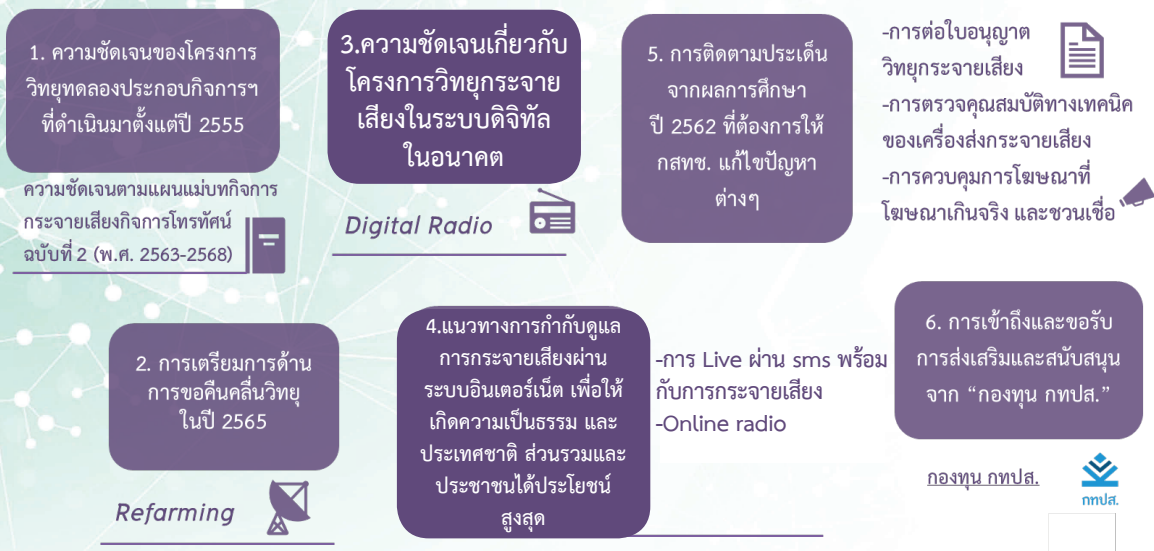 1. ความชัดเจนของโครงการ
วิทยุทดลองประกอบกิจการฯ
ที่ดำเนินมาตั้งแต่ปี 2555
ความชัดเจนตามแผนแม่บทกิจการ
กระจายเสียงกิจการโทรทัศน์
ฉบับที่ 2 (พ.ศ. 2563-2568)
2. การเตรียมการด้าน
การขอคืนคลื่นวิทยุ
ในปี 2565
Refarming
3.ความชัดเจนเกี่ยวกับ
โครงการวิทยุกระจาย
เสียงในระบบดิจิทัล
ในอนาคต
Digital Radio
4.แนวทางการกำกับดูแล
การกระจายเสียงผ่าน
ระบบอินเตอร์เน็ต เพื่อให้
เกิดความเป็นธรรม และ
ประเทศชาติ ส่วนรวมและ
ประชาชนได้ประโยชน์
สูงสุด
-การ Live ผ่าน sms พร้อม
กับการกระจายเสียง
-Online radio
5. การติดตามประเด็น
จากผลการศึกษา
ปี 2562 ที่ต้องการให้
กสทช. แก้ไขปัญหา
ต่างๆ
-การต่อใบอนุญาต
วิทยุกระจายเสียง
-การตรวจคุณสมบัติทางเทคนิค
ของเครื่องส่งกระจายเสียง
-การควบคุมการโฆษณาที่
โฆษณาเกินจริง และชวนเชื่อ
6. การเข้าถึงและขอรับ
การส่งเสริมและสนับสนุน
จาก “กองทุน กทปส.”
กองทุน กทปส.
กทปส.